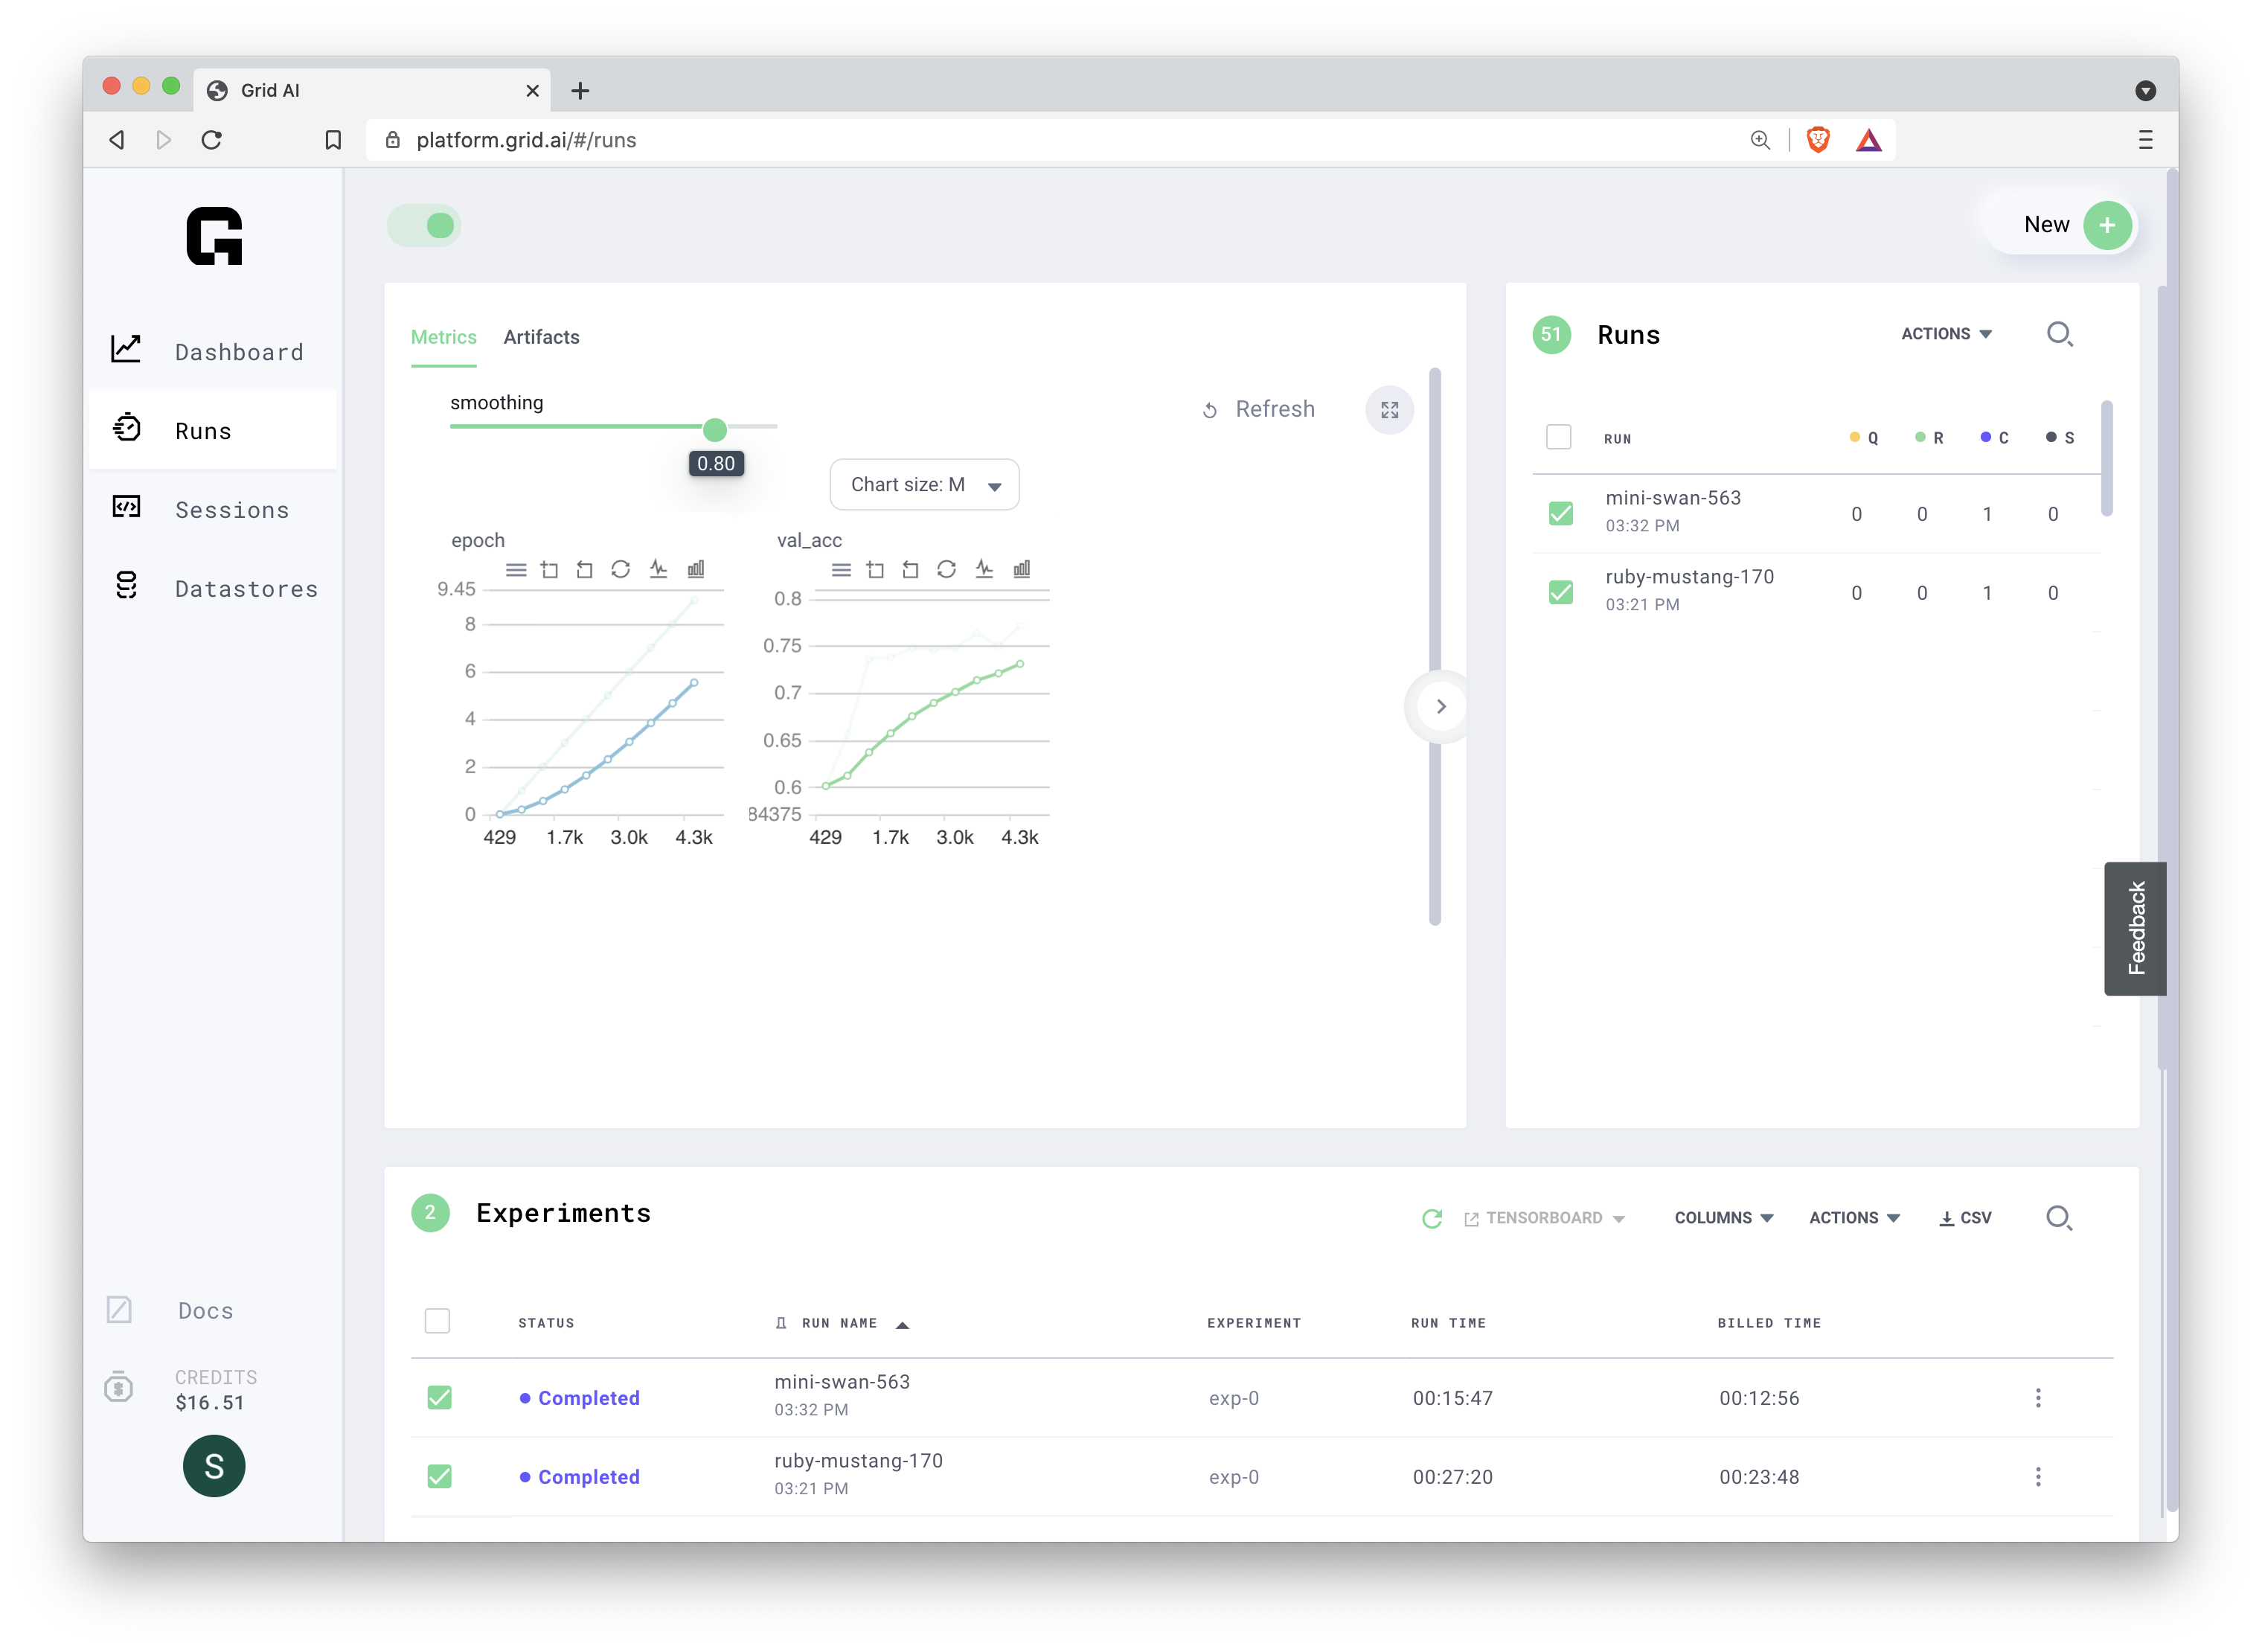 Grid AI
platform.grid.ai/#/runs
New
Dashboard
Runs
Sessions
Datastores
Docs
CREDITS
$16.51
S
Metrics
Artifacts
smoothing
0.80
Refresh
Chart size: M
epoch
9.45
8
6
4
2
0
429 1.7k 3.0k 4.3k
val_acc
0.8
0.75
0.7
0.65
0.6
84375
429 1.7k 3.0k 4.3k
51 Runs ACTIONS
RUN Q R C S
mini-swan-563
03:32 PM
0 0 1 0
ruby-mustang-170
03:21 PM
0 0 1 0
Feedback
2 Experiments TENSORBOARD COLUMNS ACTIONS CSV
STATUS RUN NAME EXPERIMENT RUN TIME BILLED TIME
Completed mini-swan-563 exp-0 00:15:47 00:12:56
03:32 PM
Completed ruby-mustang-170 exp-0 00:27:20 00:23:48
03:21 PM